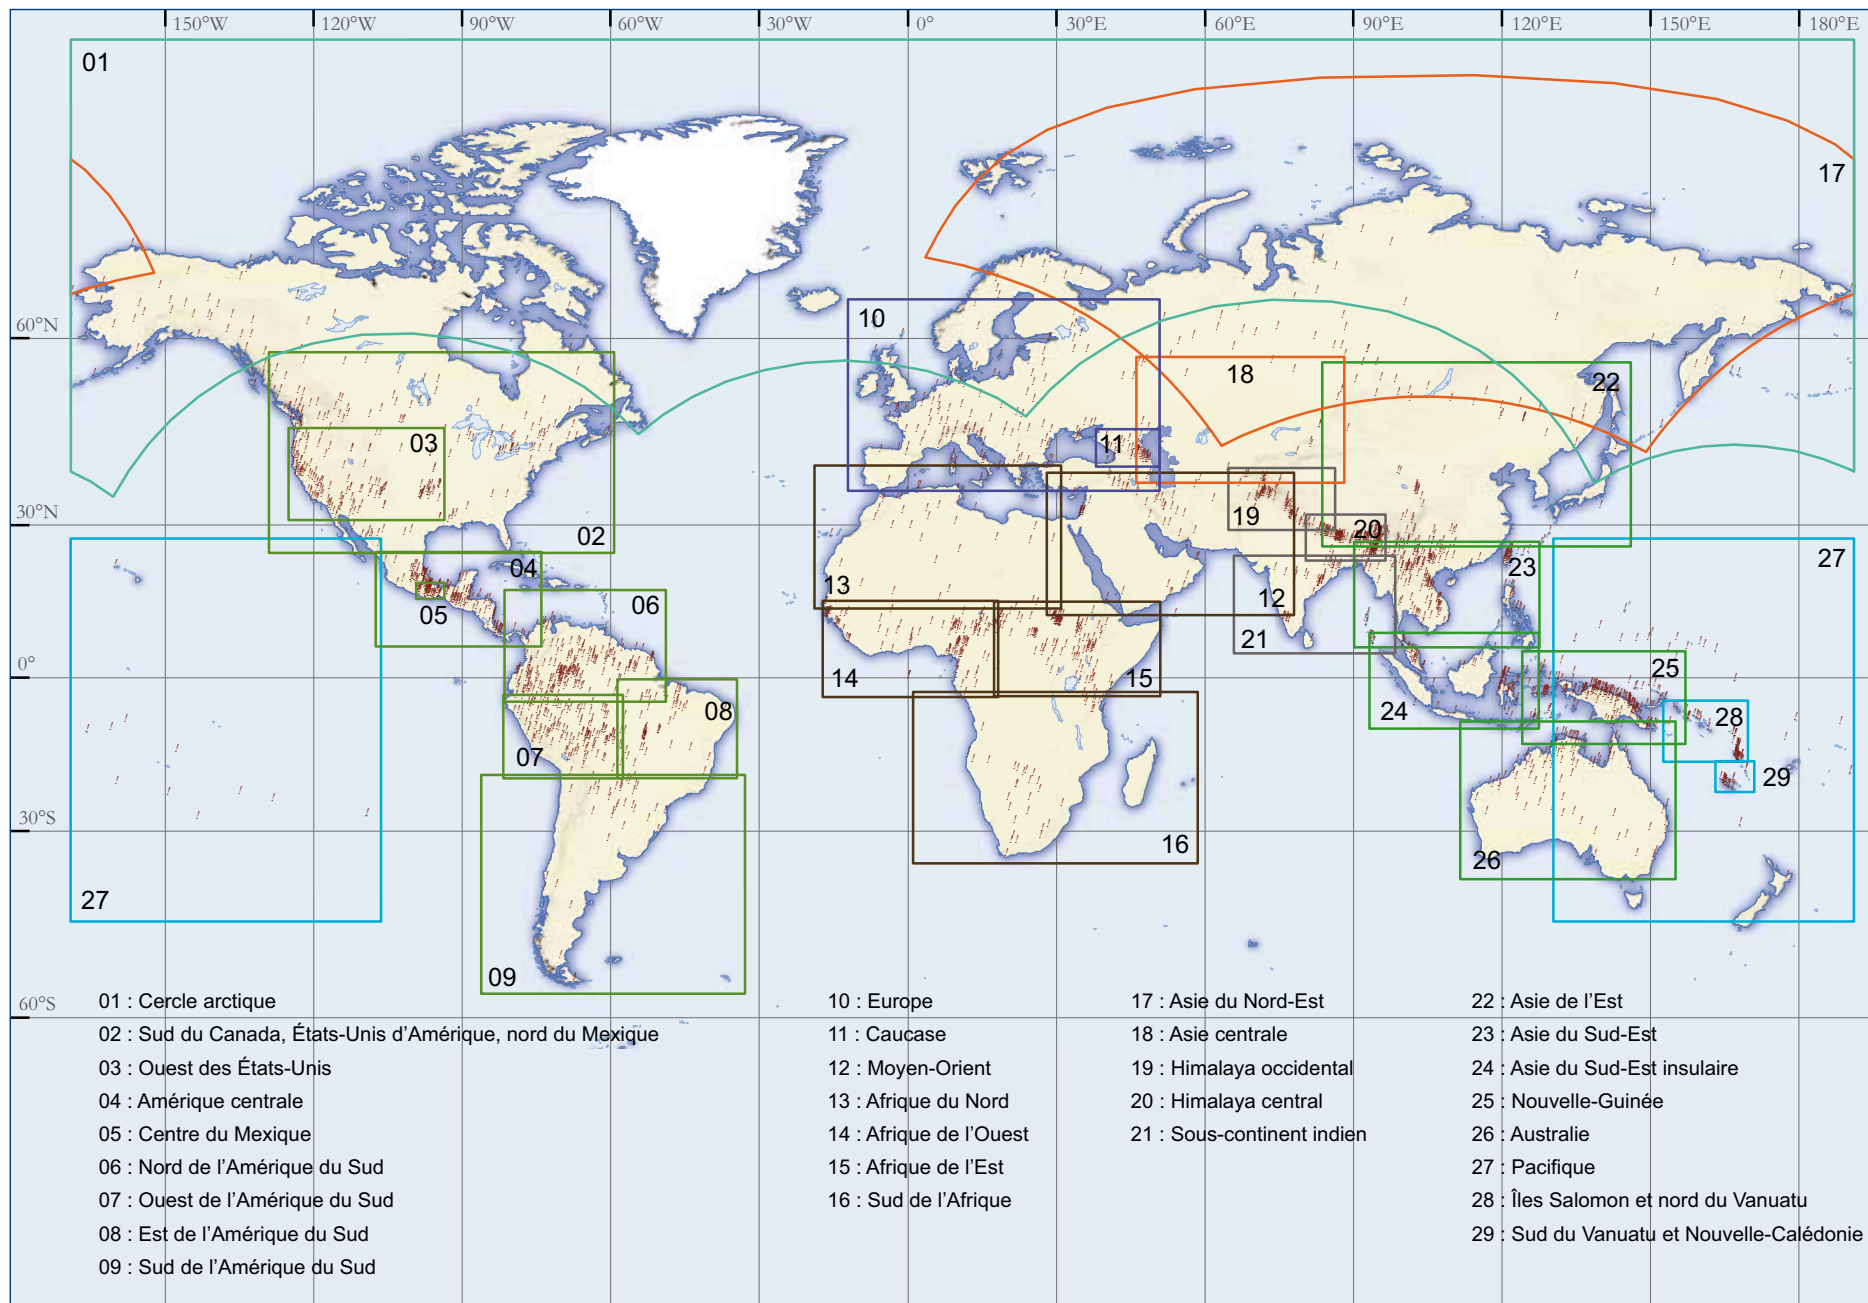 150°W 120°W 90°W 60°W 30°W 0° 30°E 60°E 90°E 120°E 150°E 180°E
01
17
60°N
10
18
22
03
11
30°N
02
19
20
04
23
27
13
05
06
12
21
0°
14
15
25
24
08
28
07
29
16
26
30°S
27
09
60°S
01 : Cercle arctique
02 : Sud du Canada, États-Unis d’Amérique, nord du Mexique
03 : Ouest des États-Unis
04 : Amérique centrale
05 : Centre du Mexique
06 : Nord de l’Amérique du Sud
07 : Ouest de l’Amérique du Sud
08 : Est de l’Amérique du Sud
09 : Sud de l’Amérique du Sud
10 : Europe
11 : Caucase
12 : Moyen-Orient
13 : Afrique du Nord
14 : Afrique de l’Ouest
15 : Afrique de l’Est
16 : Sud de l’Afrique
17 : Asie du Nord-Est
18 : Asie centrale
19 : Himalaya occidental
20 : Himalaya central
21 : Sous-continent indien
22 : Asie de l’Est
23 : Asie du Sud-Est
24 : Asie du Sud-Est insulaire
25 : Nouvelle-Guinée
26 : Australie
27 : Pacifique
28 : Îles Salomon et nord du Vanuatu
29 : Sud du Vanuatu et Nouvelle-Calédonie